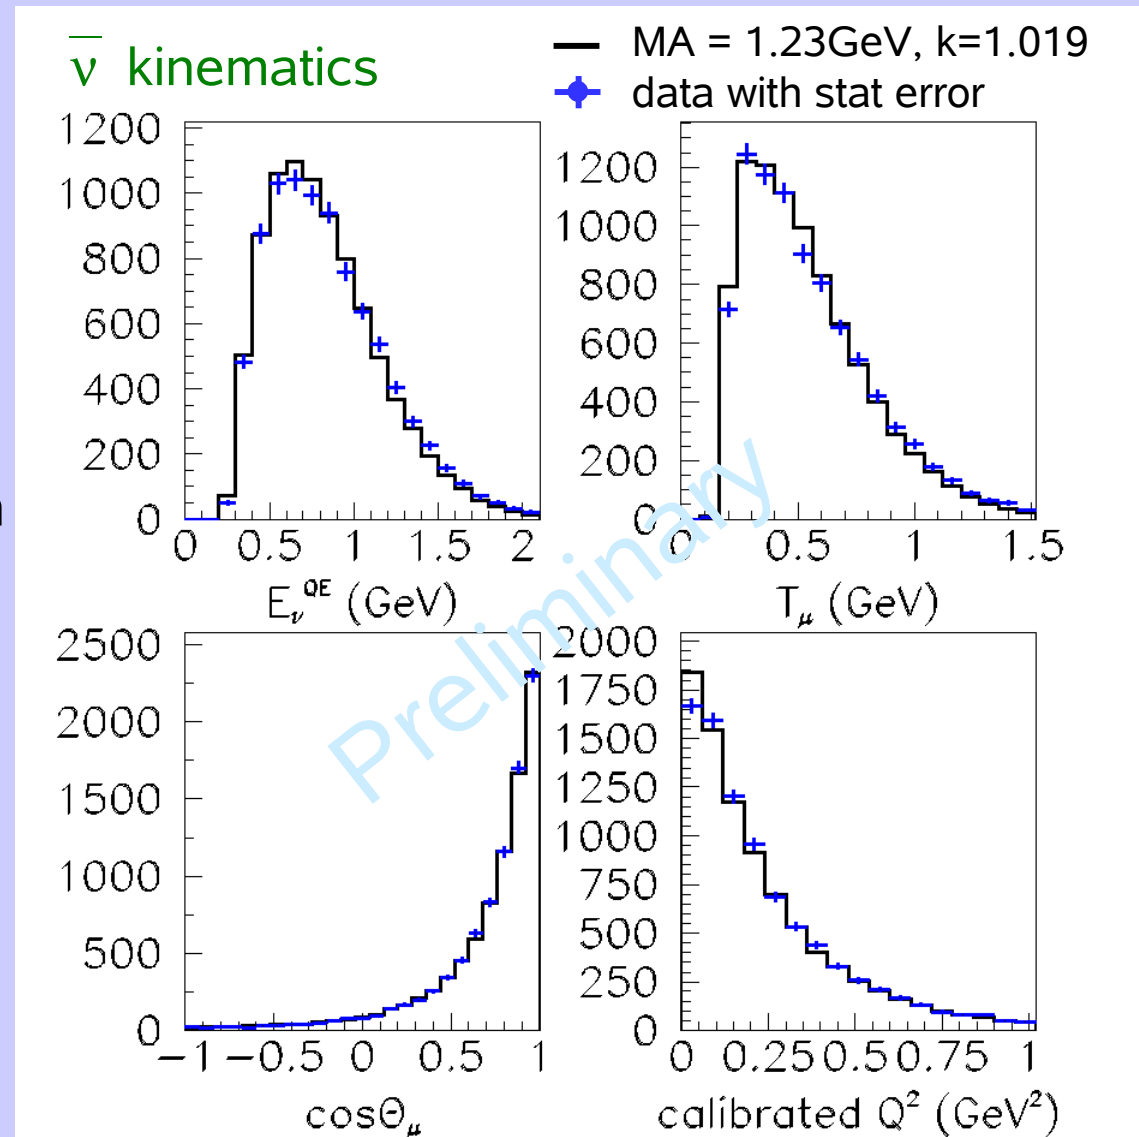 ν̅ kinematics
MA = 1.23GeV, k=1.019
data with stat error
1200
1000
800
600
400
200
0
0 0.5 1 1.5 2
E_ν^QE (GeV)
1200
1000
800
600
400
200
0
0 0.5 1 1.5
T_μ (GeV)
Preliminary
2500
2000
1500
1000
500
0
−1 −0.5 0 0.5 1
cosΘ_μ
2000
1750
1500
1250
1000
750
500
250
0
0 0.25 0.5 0.75 1
calibrated Q² (GeV²)